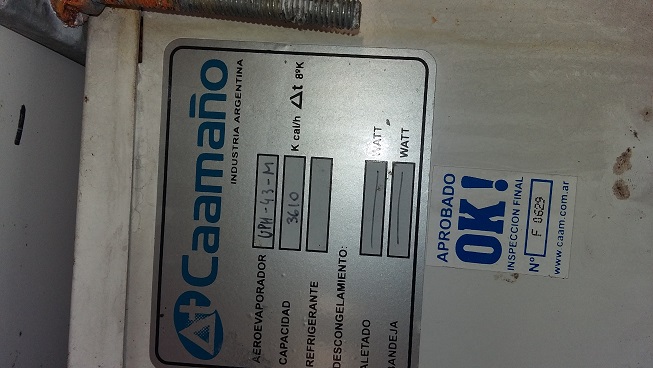 Δt Caamaño
INDUSTRIA ARGENTINA
AEROEVAPORADOR UPH-43-M
CAPACIDAD 3610 K cal/h Δt 8ºK
REFRIGERANTE
DESCONGELAMIENTO:
ALETADO WATT
BANDEJA WATT
APROBADO
OK!
INSPECCION FINAL
Nº F 0629
www.caam.com.ar